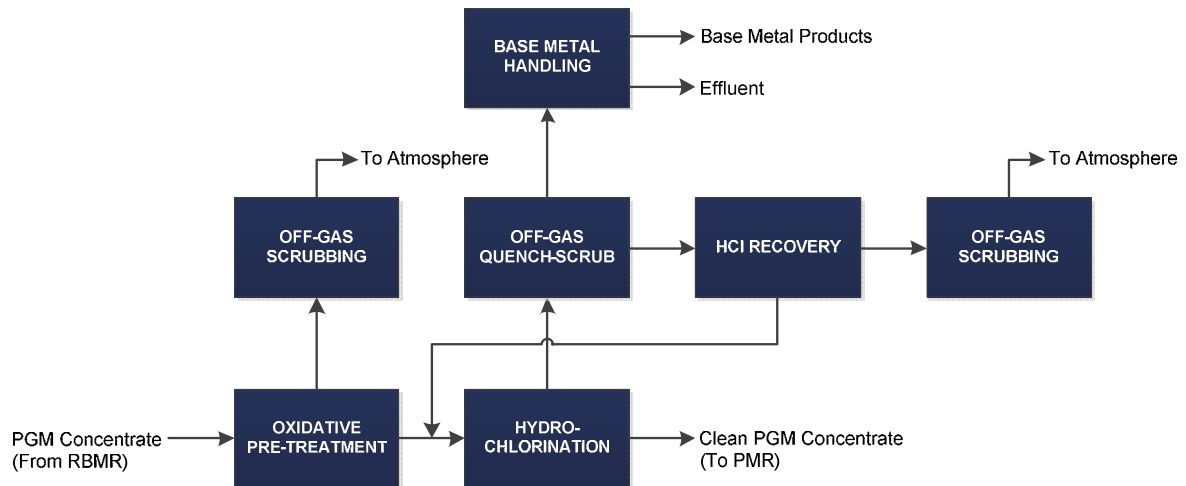 BASE METAL
HANDLING
Base Metal Products
Effluent
To Atmosphere
To Atmosphere
OFF-GAS
SCRUBBING
OFF-GAS
QUENCH-SCRUB
HCl RECOVERY
OFF-GAS
SCRUBBING
PGM Concentrate
(From RBMR)
OXIDATIVE
PRE-TREATMENT
HYDRO-
CHLORINATION
Clean PGM Concentrate
(To PMR)